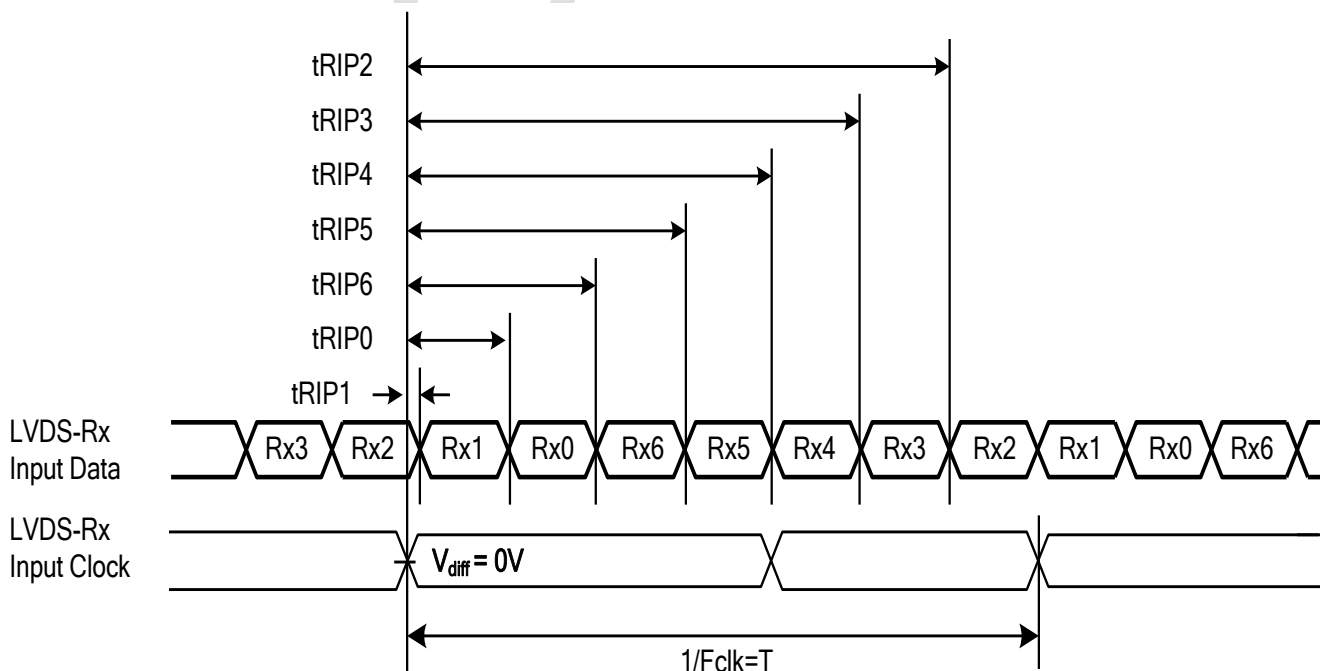 tRIP2
tRIP3
tRIP4
tRIP5
tRIP6
tRIP0
tRIP1
LVDS-Rx
Input Data
Rx3 Rx2 Rx1 Rx0 Rx6 Rx5 Rx4 Rx3 Rx2 Rx1 Rx0 Rx6
LVDS-Rx
Input Clock
Vdiff = 0V
1/Fclk=T